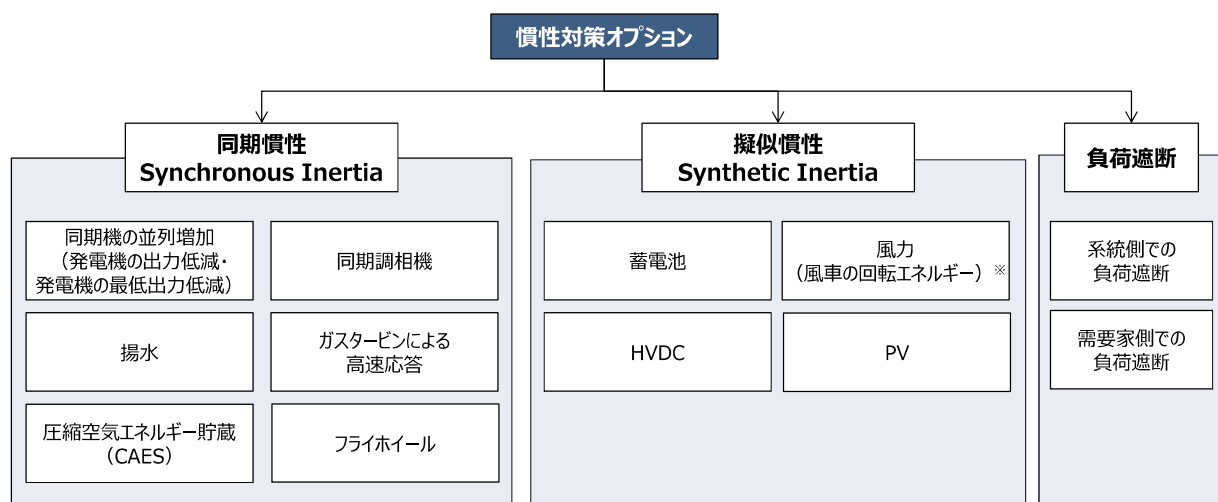 慣性対策オプション
同期慣性
Synchronous Inertia
同期機の並列増加
（発電機の出力低減・
発電機の最低出力低減）
同期調相機
揚水
ガスタービンによる
高速応答
圧縮空気エネルギー貯蔵
（CAES）
フライホイール
擬似慣性
Synthetic Inertia
蓄電池
風力
（風車の回転エネルギー）※
HVDC
PV
負荷遮断
系統側での
負荷遮断
需要家側での
負荷遮断